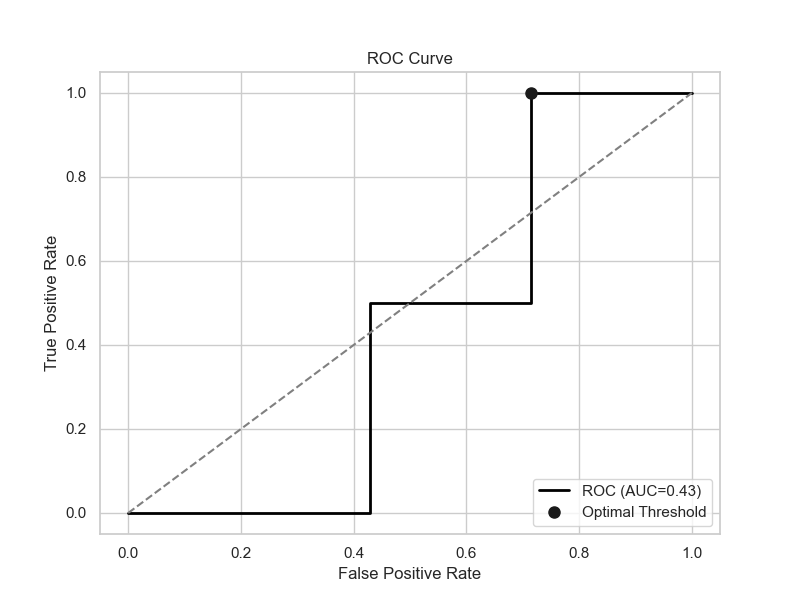 ROC Curve
True Positive Rate
1.0
0.8
0.6
0.4
0.2
0.0
0.0 0.2 0.4 0.6 0.8 1.0
False Positive Rate
ROC (AUC=0.43)
Optimal Threshold